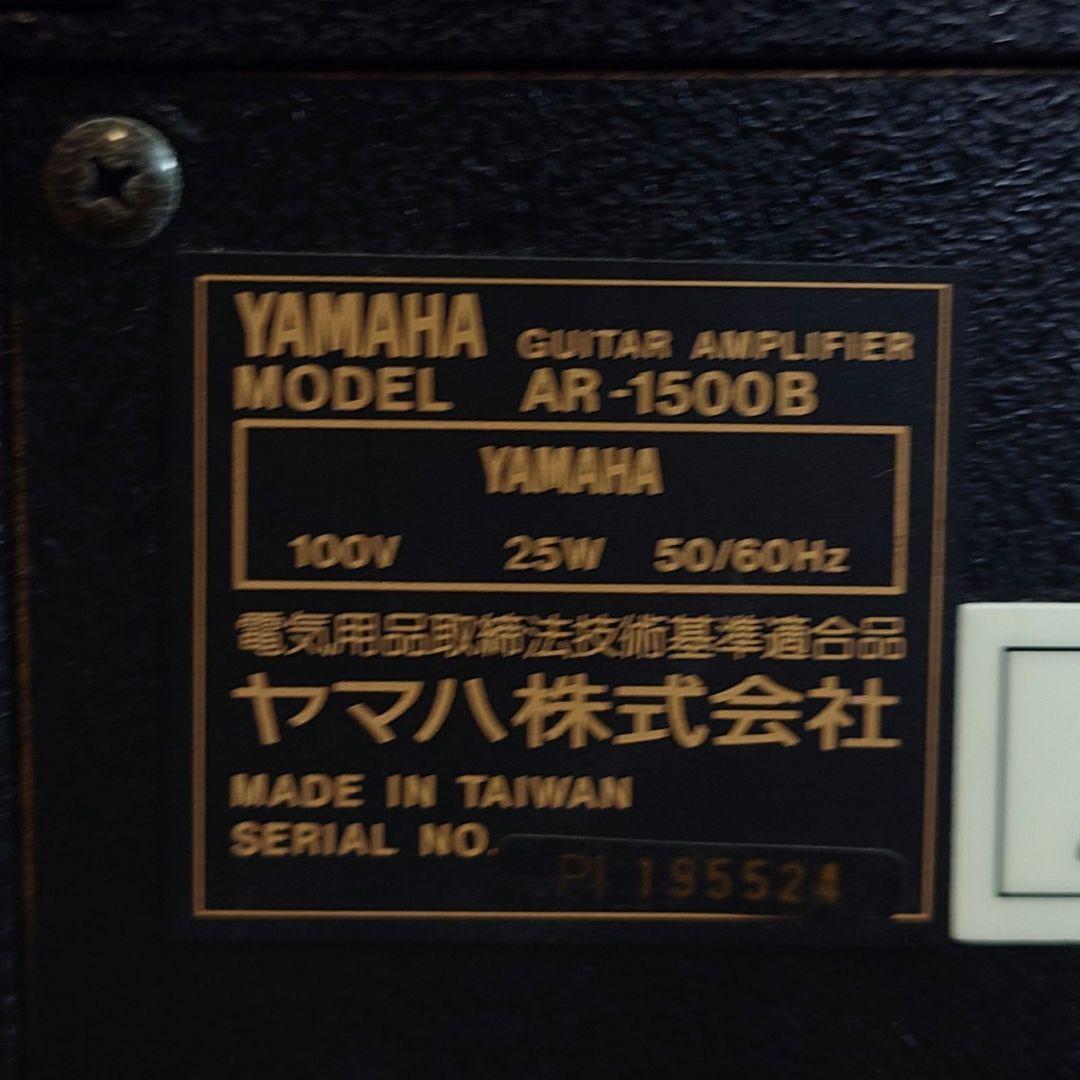 YAMAHA GUITAR AMPLIFIER
MODEL AR-1500B
YAMAHA
100V 25W 50/60Hz
電気用品取締法技術基準適合品
ヤマハ株式会社
MADE IN TAIWAN
SERIAL NO. PI 195524